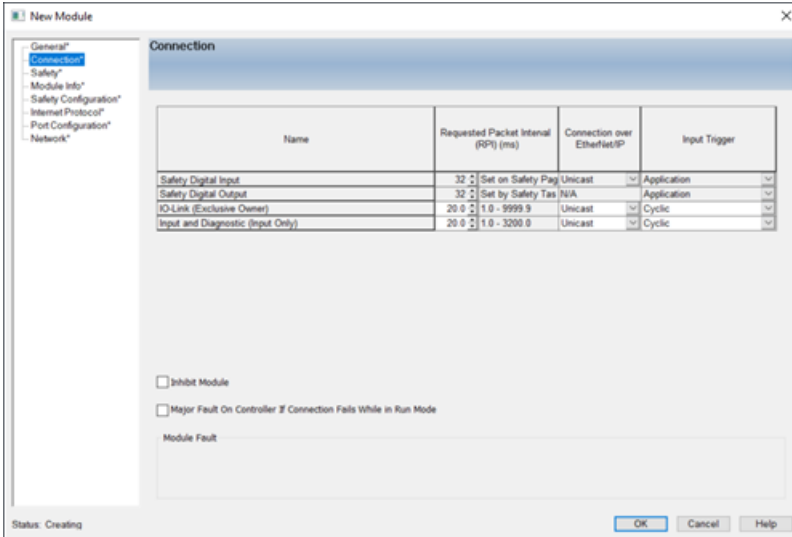 New Module
General*
Connection*
Safety*
Module Info*
Safety Configuration*
Internet Protocol*
Port Configuration*
Network*
Connection
Name
Requested Packet Interval
(RPI) (ms)
Connection over
EtherNet/IP
Input Trigger
Safety Digital Input 32 Set on Safety Pag Unicast Application
Safety Digital Output 32 Set by Safety Tas N/A Application
IO-Link (Exclusive Owner) 20.0 1.0 - 9999.9 Unicast Cyclic
Input and Diagnostic (Input Only) 20.0 1.0 - 3200.0 Unicast Cyclic
Inhibit Module
Major Fault On Controller If Connection Fails While in Run Mode
Module Fault
Status: Creating
OK Cancel Help